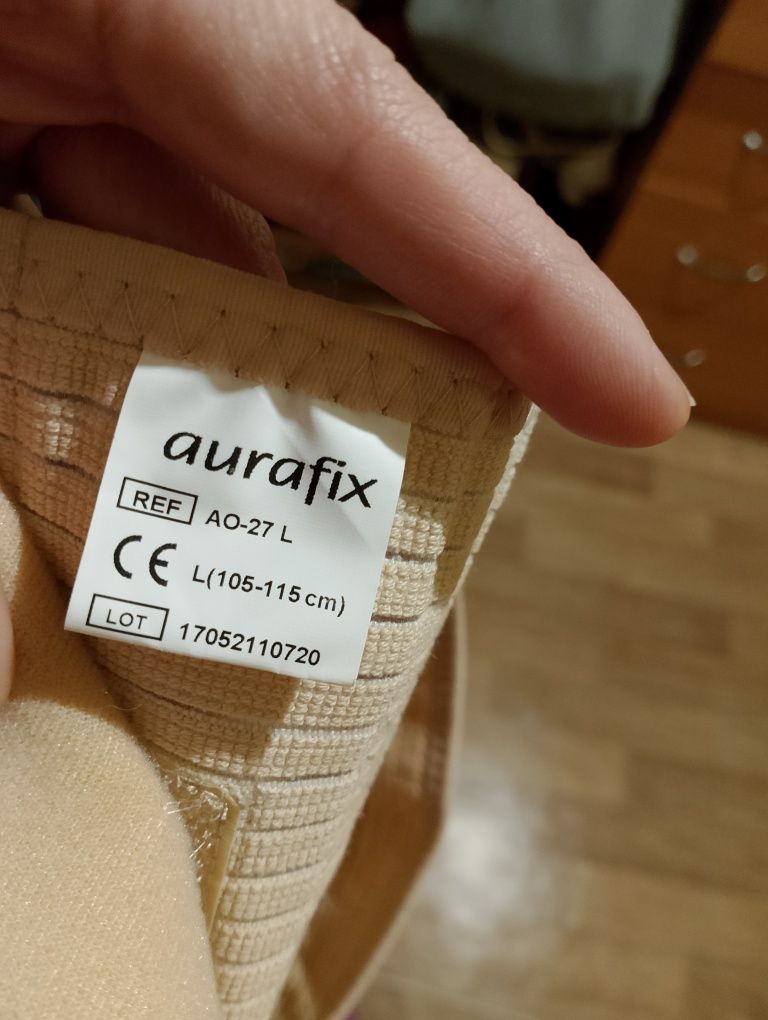 aurafix
REF AO-27 L
CE L(105-115 cm)
LOT 17052110720